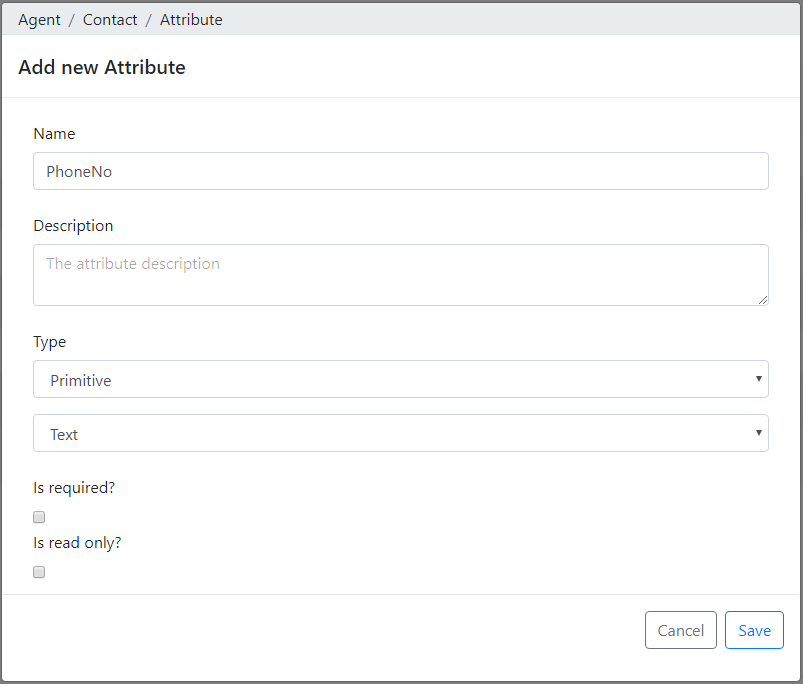 Agent / Contact / Attribute
Add new Attribute
Name
PhoneNo
Description
The attribute description
Type
Primitive
Text
Is required?
Is read only?
Cancel Save